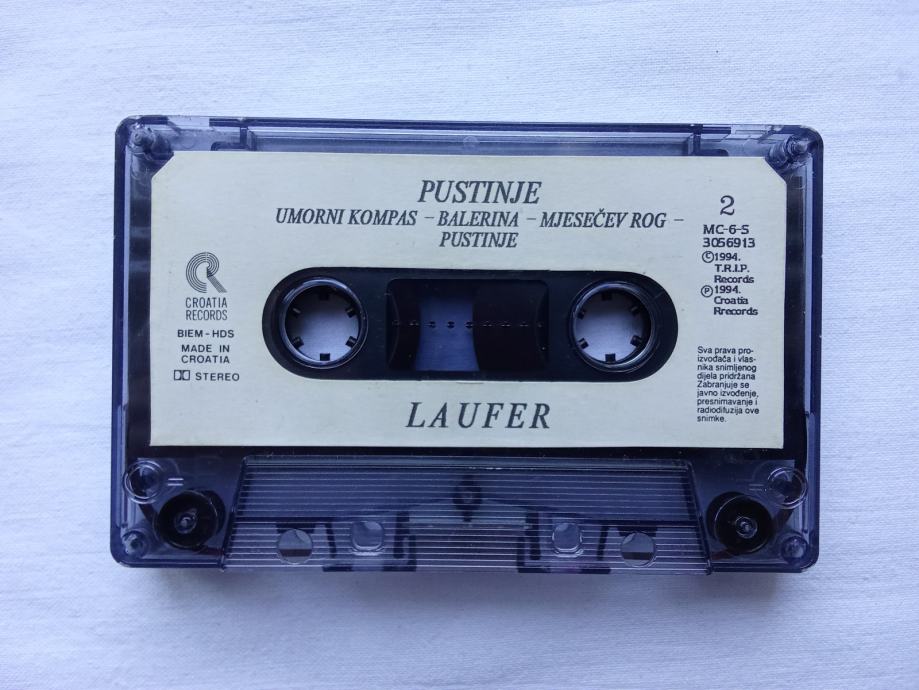 PUSTINJE
UMORNI KOMPAS – BALERINA – MJESEČEV ROG –
PUSTINJE
2
MC-6-S
3056913
©1994.
T.R.I.P.
Records
℗1994.
Croatia
Rrecords
CROATIA
RECORDS
BIEM-HDS
MADE IN
CROATIA
STEREO
Sva prava pro-
izvođača i vlas-
nika snimljenog
dijela pridržana
Zabranjuje se
javno izvođenje,
presnimavanje i
radiodifuzija ove
snimke.
LAUFER